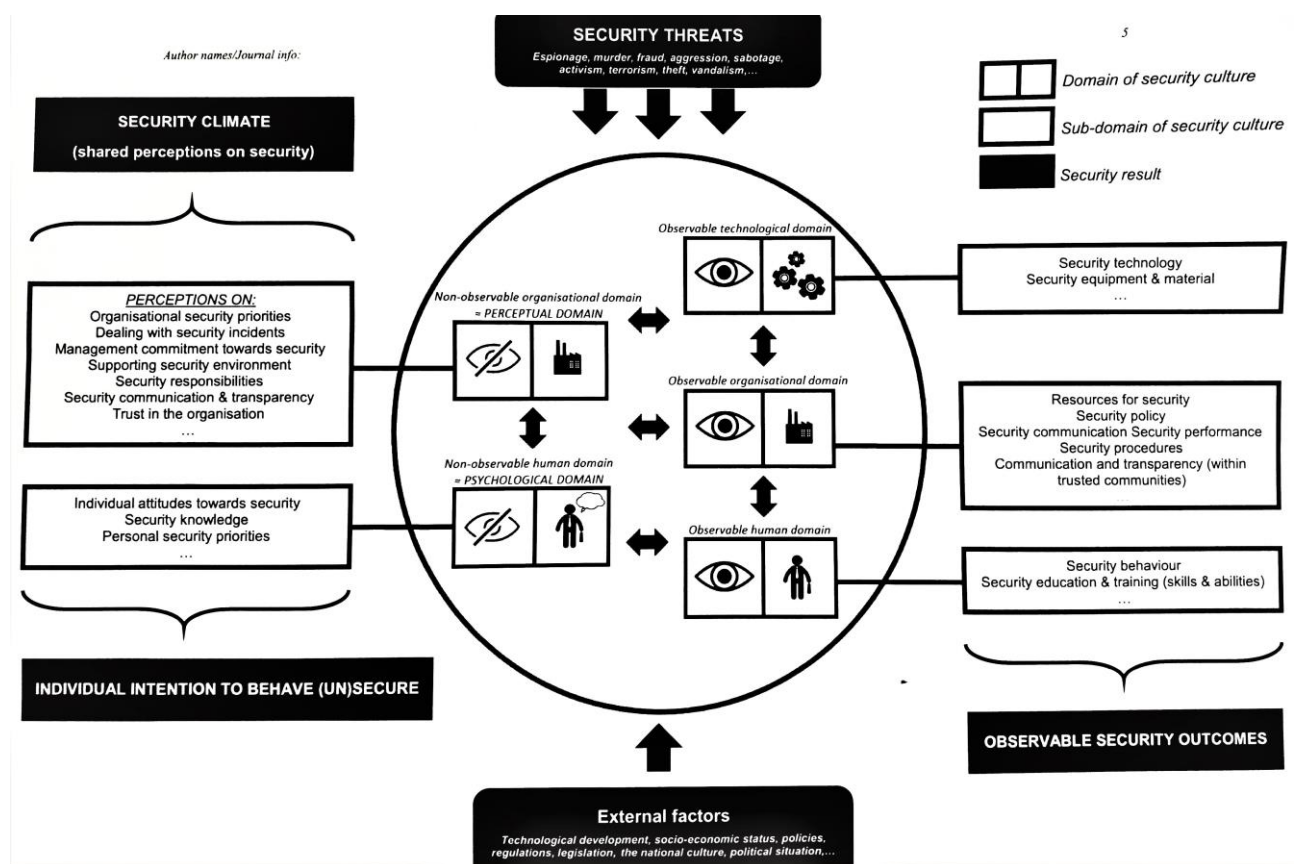 Author names/Journal info:
5
SECURITY THREATS
Espionage, murder, fraud, aggression, sabotage,
activism, terrorism, theft, vandalism,...
Domain of security culture
Sub-domain of security culture
Security result
SECURITY CLIMATE
(shared perceptions on security)
PERCEPTIONS ON:
Organisational security priorities
Dealing with security incidents
Management commitment towards security
Supporting security environment
Security responsibilities
Security communication & transparency
Trust in the organisation
...
Individual attitudes towards security
Security knowledge
Personal security priorities
...
INDIVIDUAL INTENTION TO BEHAVE (UN)SECURE
Non-observable organisational domain
= PERCEPTUAL DOMAIN
Non-observable human domain
= PSYCHOLOGICAL DOMAIN
Observable technological domain
Observable organisational domain
Observable human domain
Security technology
Security equipment & material
...
Resources for security
Security policy
Security communication Security performance
Security procedures
Communication and transparency (within
trusted communities)
....
Security behaviour
Security education & training (skills & abilities)
...
OBSERVABLE SECURITY OUTCOMES
External factors
Technological development, socio-economic status, policies,
regulations, legislation, the national culture, political situation,...